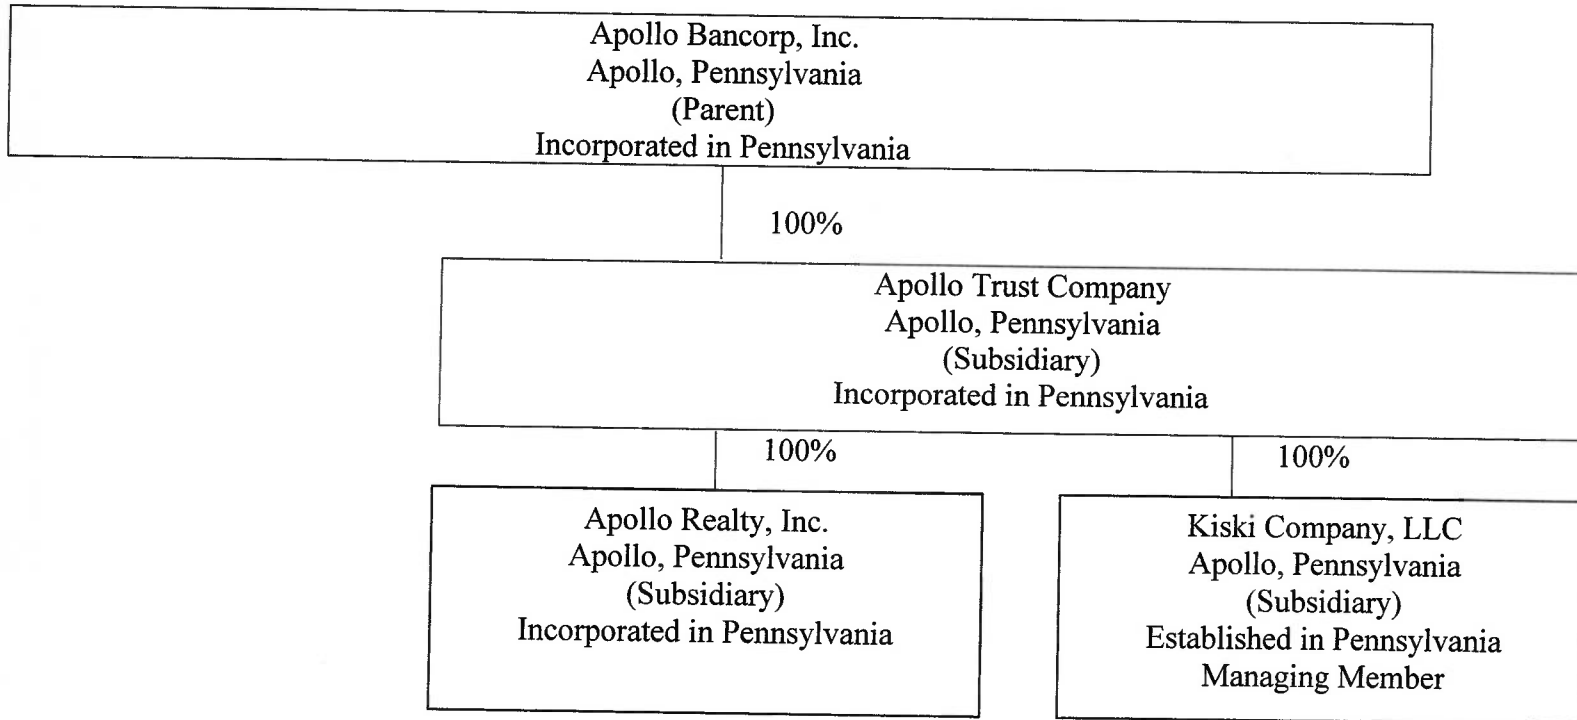 Apollo Bancorp, Inc.
Apollo, Pennsylvania
(Parent)
Incorporated in Pennsylvania
100%
Apollo Trust Company
Apollo, Pennsylvania
(Subsidiary)
Incorporated in Pennsylvania
100%
100%
Apollo Realty, Inc.
Apollo, Pennsylvania
(Subsidiary)
Incorporated in Pennsylvania
Kiski Company, LLC
Apollo, Pennsylvania
(Subsidiary)
Established in Pennsylvania
Managing Member